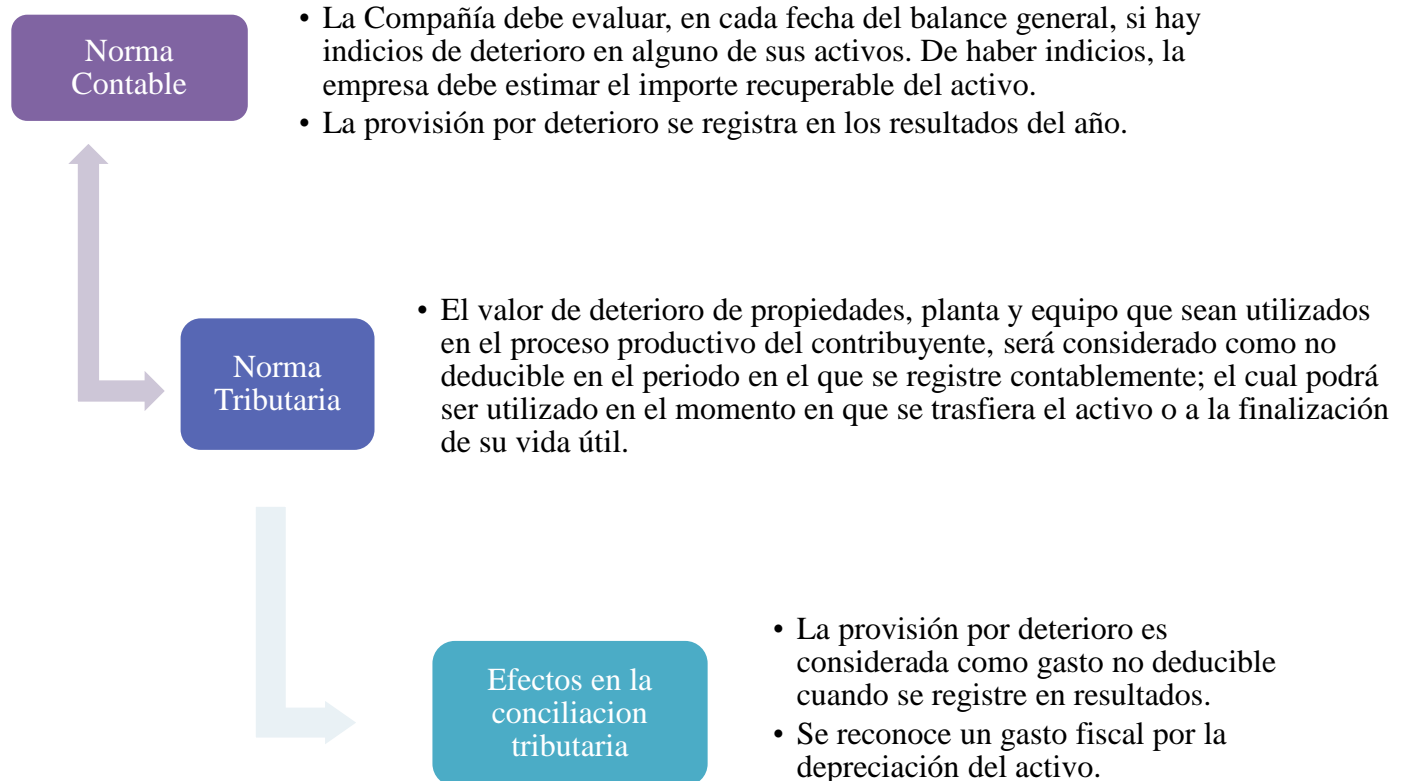 Norma
Contable
• La Compañía debe evaluar, en cada fecha del balance general, si hay
indicios de deterioro en alguno de sus activos. De haber indicios, la
empresa debe estimar el importe recuperable del activo.
• La provisión por deterioro se registra en los resultados del año.
Norma
Tributaria
• El valor de deterioro de propiedades, planta y equipo que sean utilizados
en el proceso productivo del contribuyente, será considerado como no
deducible en el periodo en el que se registre contablemente; el cual podrá
ser utilizado en el momento en que se trasfiera el activo o a la finalización
de su vida útil.
Efectos en la
conciliacion
tributaria
• La provisión por deterioro es
considerada como gasto no deducible
cuando se registre en resultados.
• Se reconoce un gasto fiscal por la
depreciación del activo.